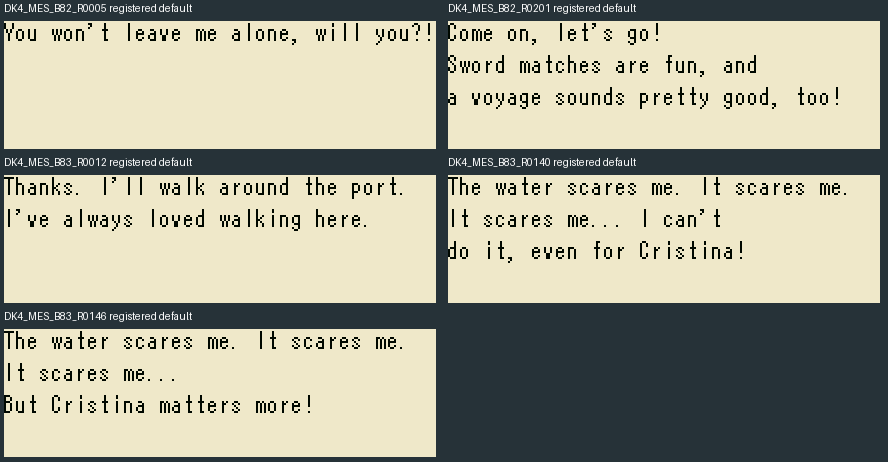 DK4_MES_B82_R0005 registered default
You won't leave me alone, will you?!
DK4_MES_B82_R0201 registered default
Come on, let's go!
Sword matches are fun, and
a voyage sounds pretty good, too!
DK4_MES_B83_R0012 registered default
Thanks. I'll walk around the port.
I've always loved walking here.
DK4_MES_B83_R0140 registered default
The water scares me. It scares me.
It scares me... I can't
do it, even for Cristina!
DK4_MES_B83_R0146 registered default
The water scares me. It scares me.
It scares me...
But Cristina matters more!